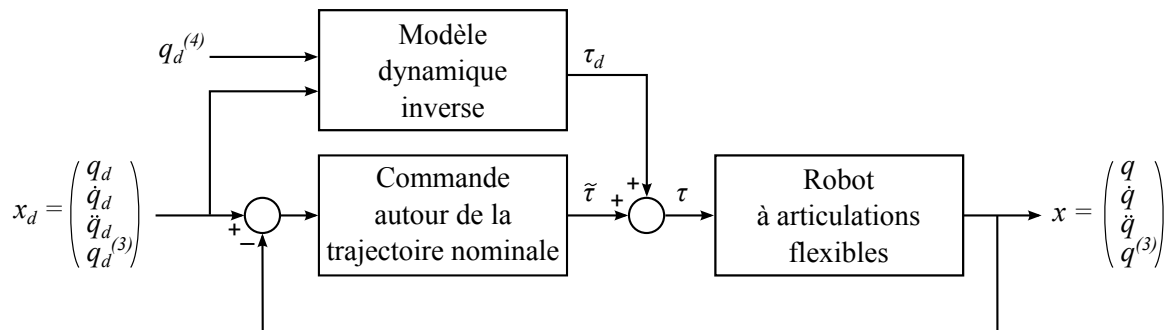 Modèle
dynamique
inverse
q_d^(4)
τ_d
x_d = (q_d
q̇_d
q̈_d
q_d^(3))
+
−
Commande
autour de la
trajectoire nominale
τ̃
+
+
τ
Robot
à articulations
flexibles
x = (q
q̇
q̈
q^(3))